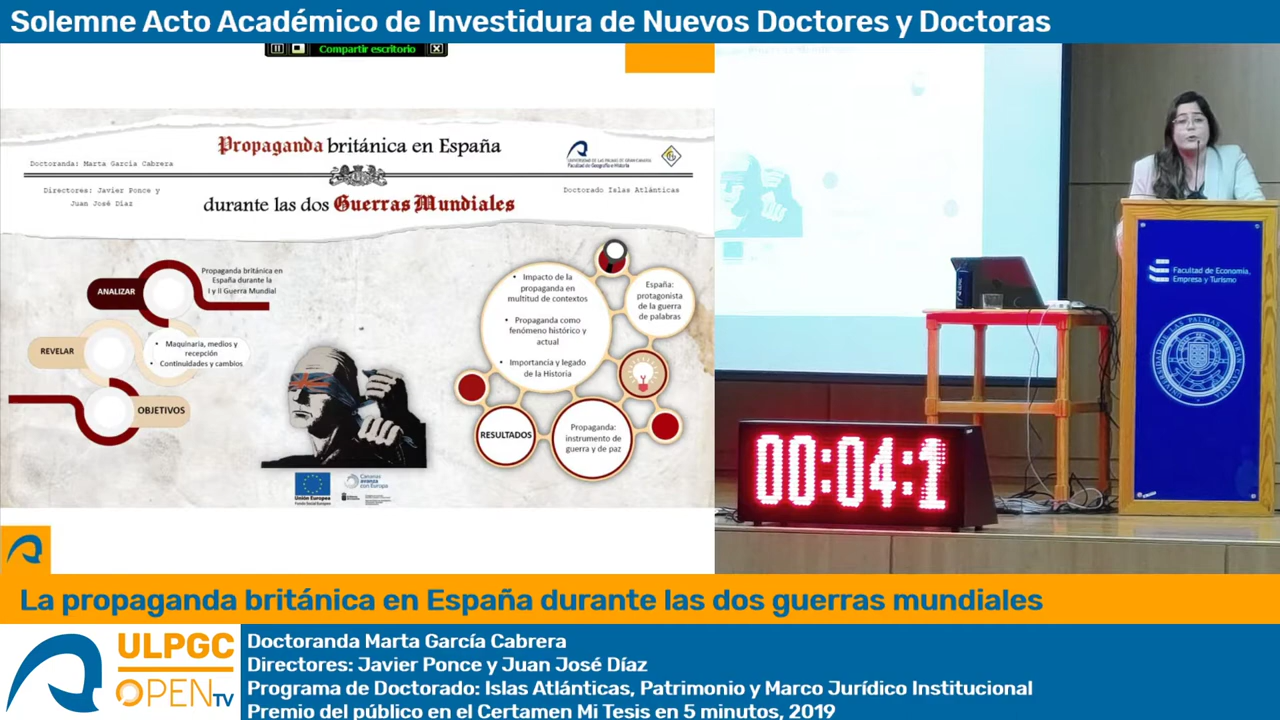 Solemne Acto Académico de Investidura de Nuevos Doctores y Doctoras
Compartir escritorio
Propaganda británica en España
durante las dos Guerras Mundiales
Doctoranda: Marta García Cabrera
Directores: Javier Ponce y
Juan José Díaz
Doctorado Islas Atlánticas
ANALIZAR
Propaganda británica en
España durante la
I y II Guerra Mundial
REVELAR
• Maquinaria, medios y
recepción
• Continuidades y cambios
OBJETIVOS
• Impacto de la
propaganda en
multitud de contextos
• Propaganda como
fenómeno histórico y
actual
• Importancia y legado
de la Historia
España:
protagonista
de la guerra
de palabras
RESULTADOS
Propaganda:
instrumento de
guerra y de paz
Unión Europea
Canarias
avanza
con Europa
Facultad de Economía,
Empresa y Turismo
00:04:1
La propaganda británica en España durante las dos guerras mundiales
ULPGC
OPEN TV
Doctoranda Marta García Cabrera
Directores: Javier Ponce y Juan José Díaz
Programa de Doctorado: Islas Atlánticas, Patrimonio y Marco Jurídico Institucional
Premio del público en el Certamen Mi Tesis en 5 minutos, 2019